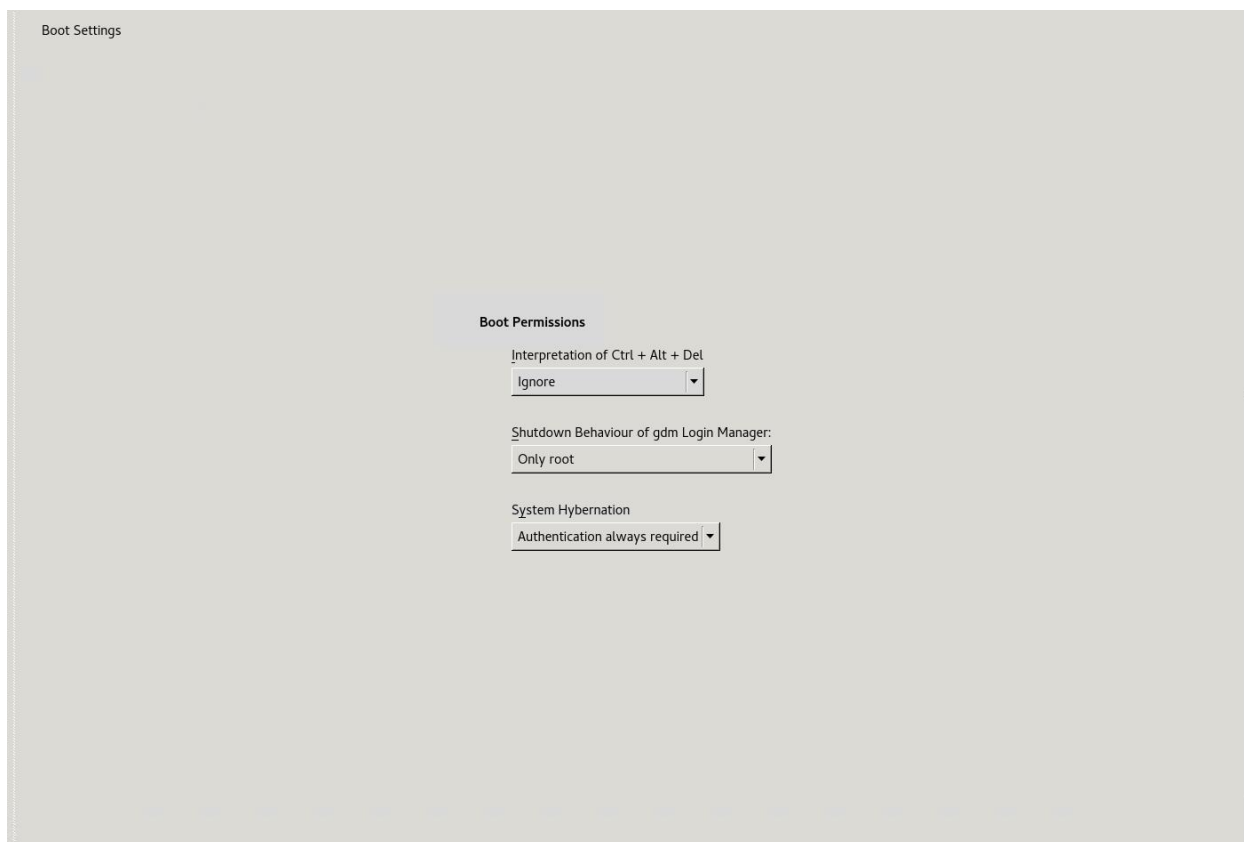 Boot Settings
Boot Permissions
Interpretation of Ctrl + Alt + Del
Ignore
Shutdown Behaviour of gdm Login Manager:
Only root
System Hybernation
Authentication always required